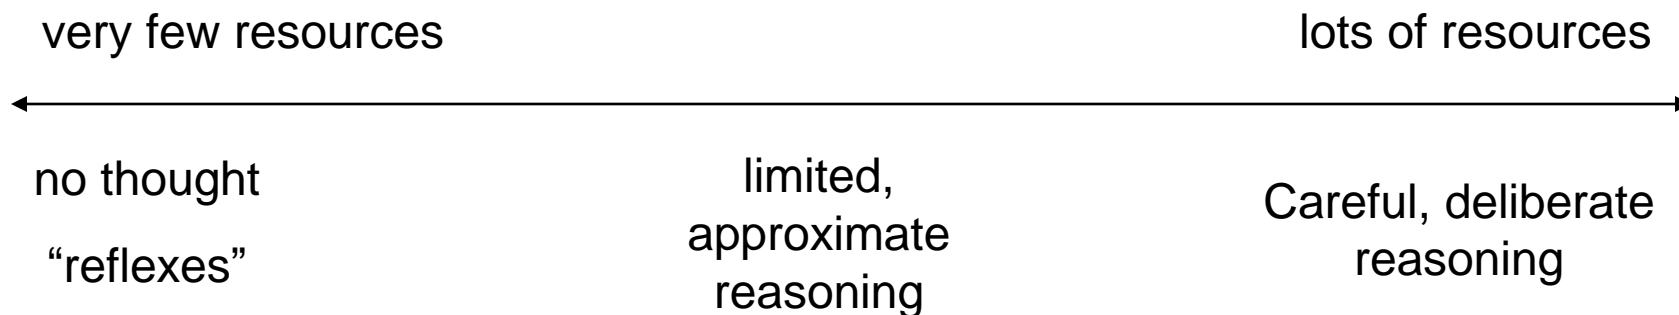 very few resources
lots of resources
no thought
“reflexes”
limited,
approximate
reasoning
Careful, deliberate
reasoning